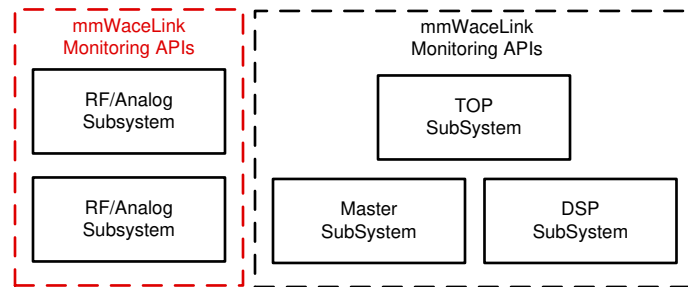 mmWaceLink
Monitoring APIs
RF/Analog
Subsystem
RF/Analog
Subsystem
mmWaceLink
Monitoring APIs
TOP
SubSystem
Master
SubSystem
DSP
SubSystem